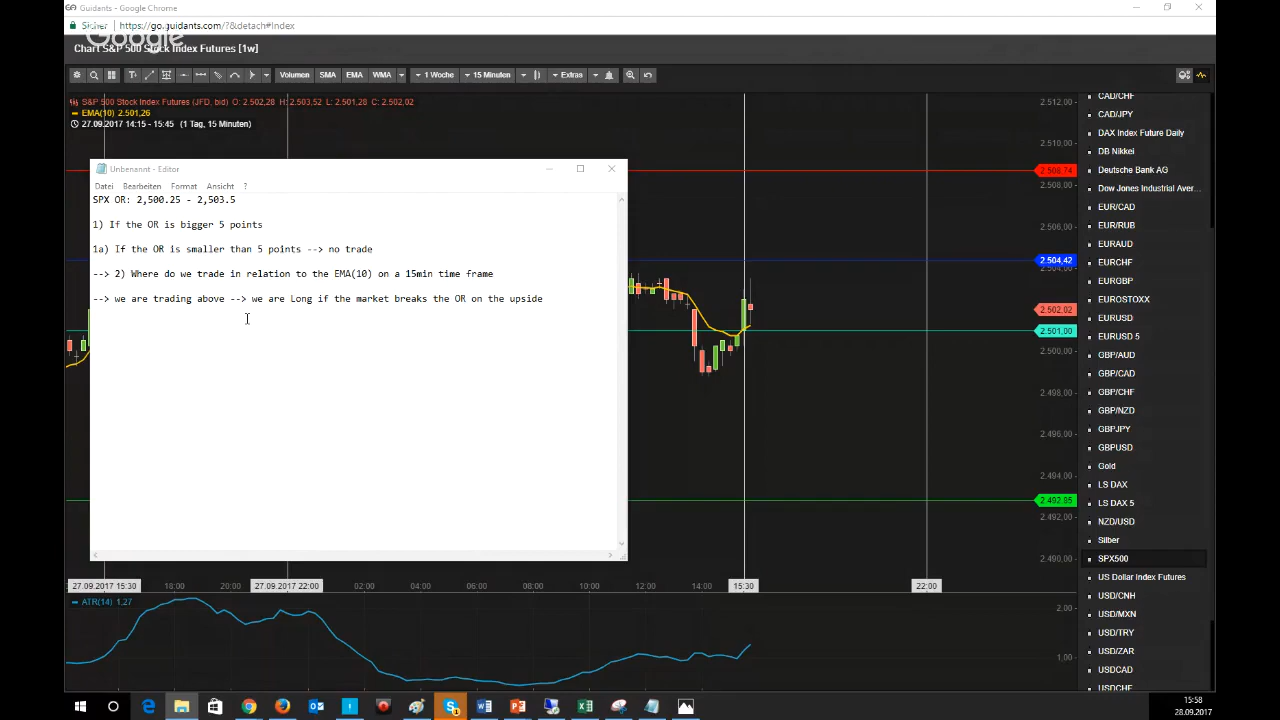 Guidants - Google Chrome
Sicher | https://go.guidants.com/?&detach#Index
Google
Chart S&P 500 Stock Index Futures [1w]
Volumen SMA EMA WMA 1 Woche 15 Minuten Extras
S&P 500 Stock Index Futures (JFD, bid) O: 2.502,28 H: 2.503,52 L: 2.501,28 C: 2.502,02
EMA(10) 2.501,26
27.09.2017 14:15 - 15:45 (1 Tag, 15 Minuten)
Unbenannt - Editor
Datei Bearbeiten Format Ansicht ?
SPX OR: 2,500.25 - 2,503.5
1) If the OR is bigger 5 points
1a) If the OR is smaller than 5 points --> no trade
--> 2) Where do we trade in relation to the EMA(10) on a 15min time frame
--> we are trading above --> we are Long if the market breaks the OR on the upside
2.512,00
2.510,00
2.508,74
2.508,00
2.504,42
2.504,00
2.502,02
2.501,00
2.500,00
2.498,00
2.496,00
2.494,00
2.492,85
2.492,00
2.490,00
27.09.2017 15:30 18:00 20:00 27.09.2017 22:00 02:00 04:00 06:00 08:00 10:00 12:00 14:00 15:30 22:00
ATR(14) 1,27
2,00
1,00
CAD/CHF
CAD/JPY
DAX Index Future Daily
DB Nikkei
Deutsche Bank AG
Dow Jones Industrial Aver...
EUR/CAD
EUR/RUB
EURAUD
EURCHF
EURGBP
EUROSTOXX
EURUSD
EURUSD 5
GBP/AUD
GBP/CAD
GBP/CHF
GBP/NZD
GBPJPY
GBPUSD
Gold
LS DAX
LS DAX 5
NZD/USD
Silber
SPX500
US Dollar Index Futures
USD/CNH
USD/MXN
USD/TRY
USD/ZAR
USDCAD
USDCHF
15:58
28.09.2017